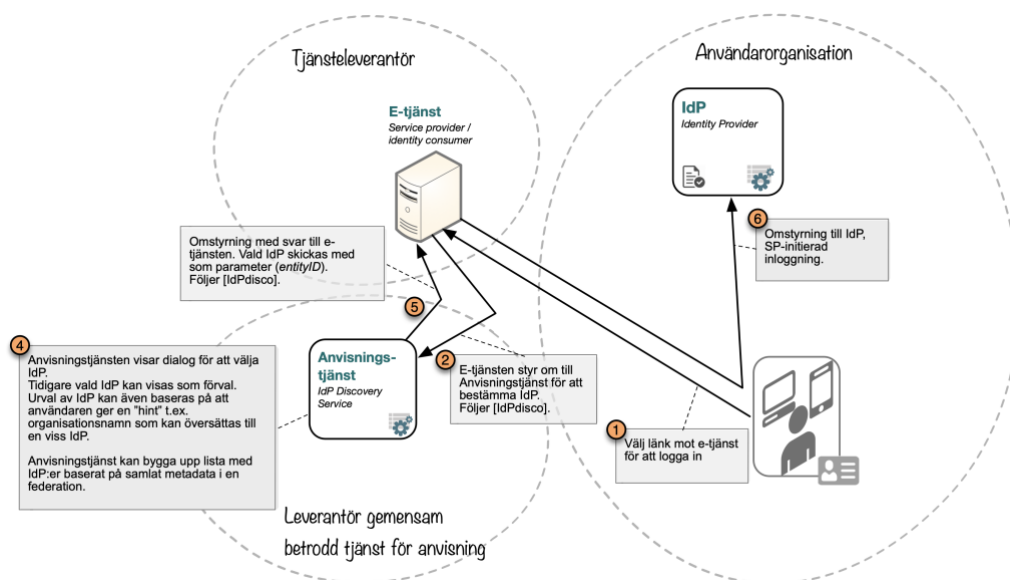 Tjänsteleverantör
Användarorganisation
E-tjänst
Service provider /
identity consumer
IdP
Identity Provider
6
Omstyrning till IdP,
SP-initierad
inloggning.
Omstyrning med svar till e-
tjänsten. Vald IdP skickas med
som parameter (entityID).
Följer [IdPdisco].
5
4
Anvisningstjänsten visar dialog för att välja
IdP.
Tidigare vald IdP kan visas som förval.
Urval av IdP kan även baseras på att
användaren ger en ”hint” t.ex.
organisationsnamn som kan översättas till
en viss IdP.
Anvisningstjänst kan bygga upp lista med
IdP:er baserat på samlat metadata i en
federation.
Anvisnings-
tjänst
IdP Discovery
Service
2
E-tjänsten styr om till
Anvisningstjänst för att
bestämma IdP.
Följer [IdPdisco].
1
Välj länk mot e-tjänst
för att logga in
Leverantör gemensam
betrodd tjänst för anvisning